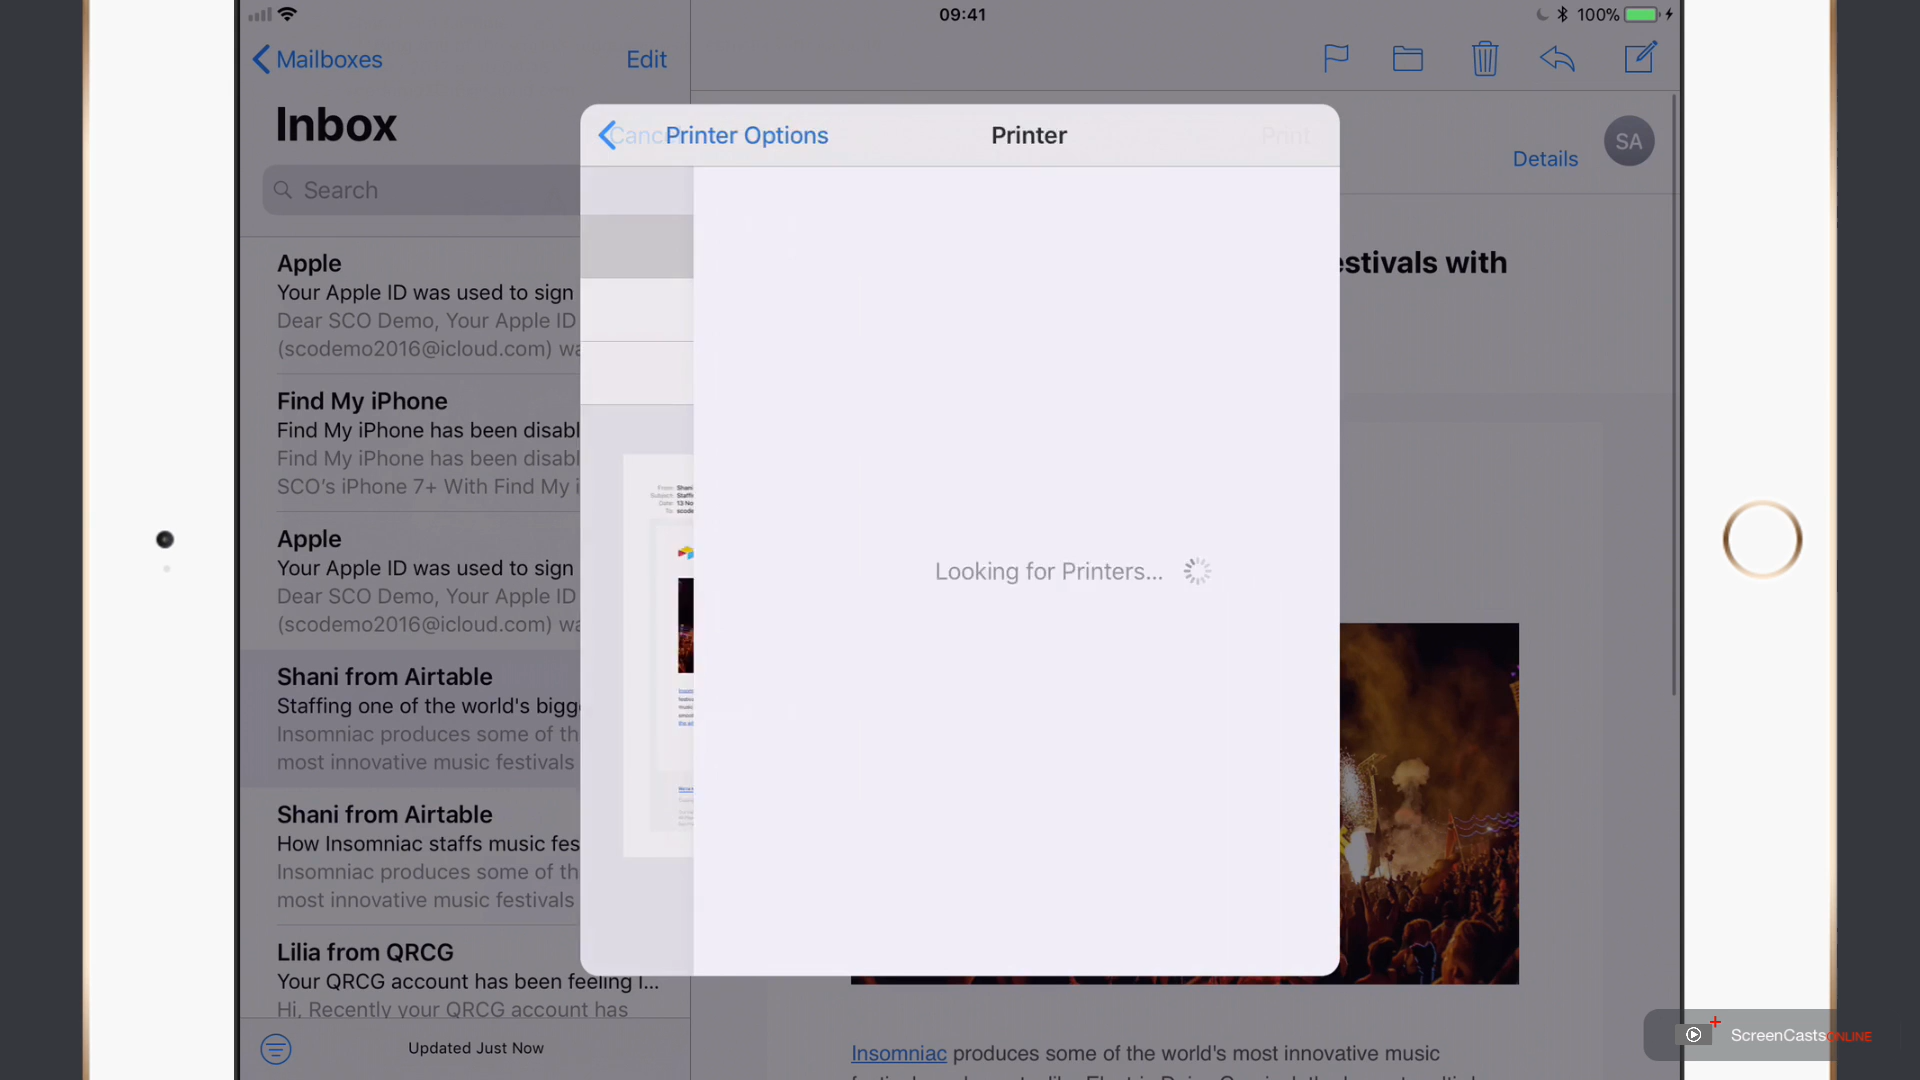 09:41
100%
Mailboxes
Edit
Inbox
Search
Apple
Your Apple ID was used to sign
Dear SCO Demo, Your Apple ID
(scodemo2016@icloud.com) wa
Find My iPhone
Find My iPhone has been disabl
Find My iPhone has been disabl
SCO's iPhone 7+ With Find My i
Apple
Your Apple ID was used to sign
Dear SCO Demo, Your Apple ID
(scodemo2016@icloud.com) wa
Shani from Airtable
Staffing one of the world's bigg
Insomniac produces some of th
most innovative music festivals
Shani from Airtable
How Insomniac staffs music fes
Insomniac produces some of th
most innovative music festivals
Lilia from QRCG
Your QRCG account has been feeling l...
Hi, Recently your QRCG account has
Updated Just Now
Cancel
Printer Options
Printer
Print
Looking for Printers...
Details
SA
estivals with
Insomniac produces some of the world's most innovative music
ScreenCastsONLINE